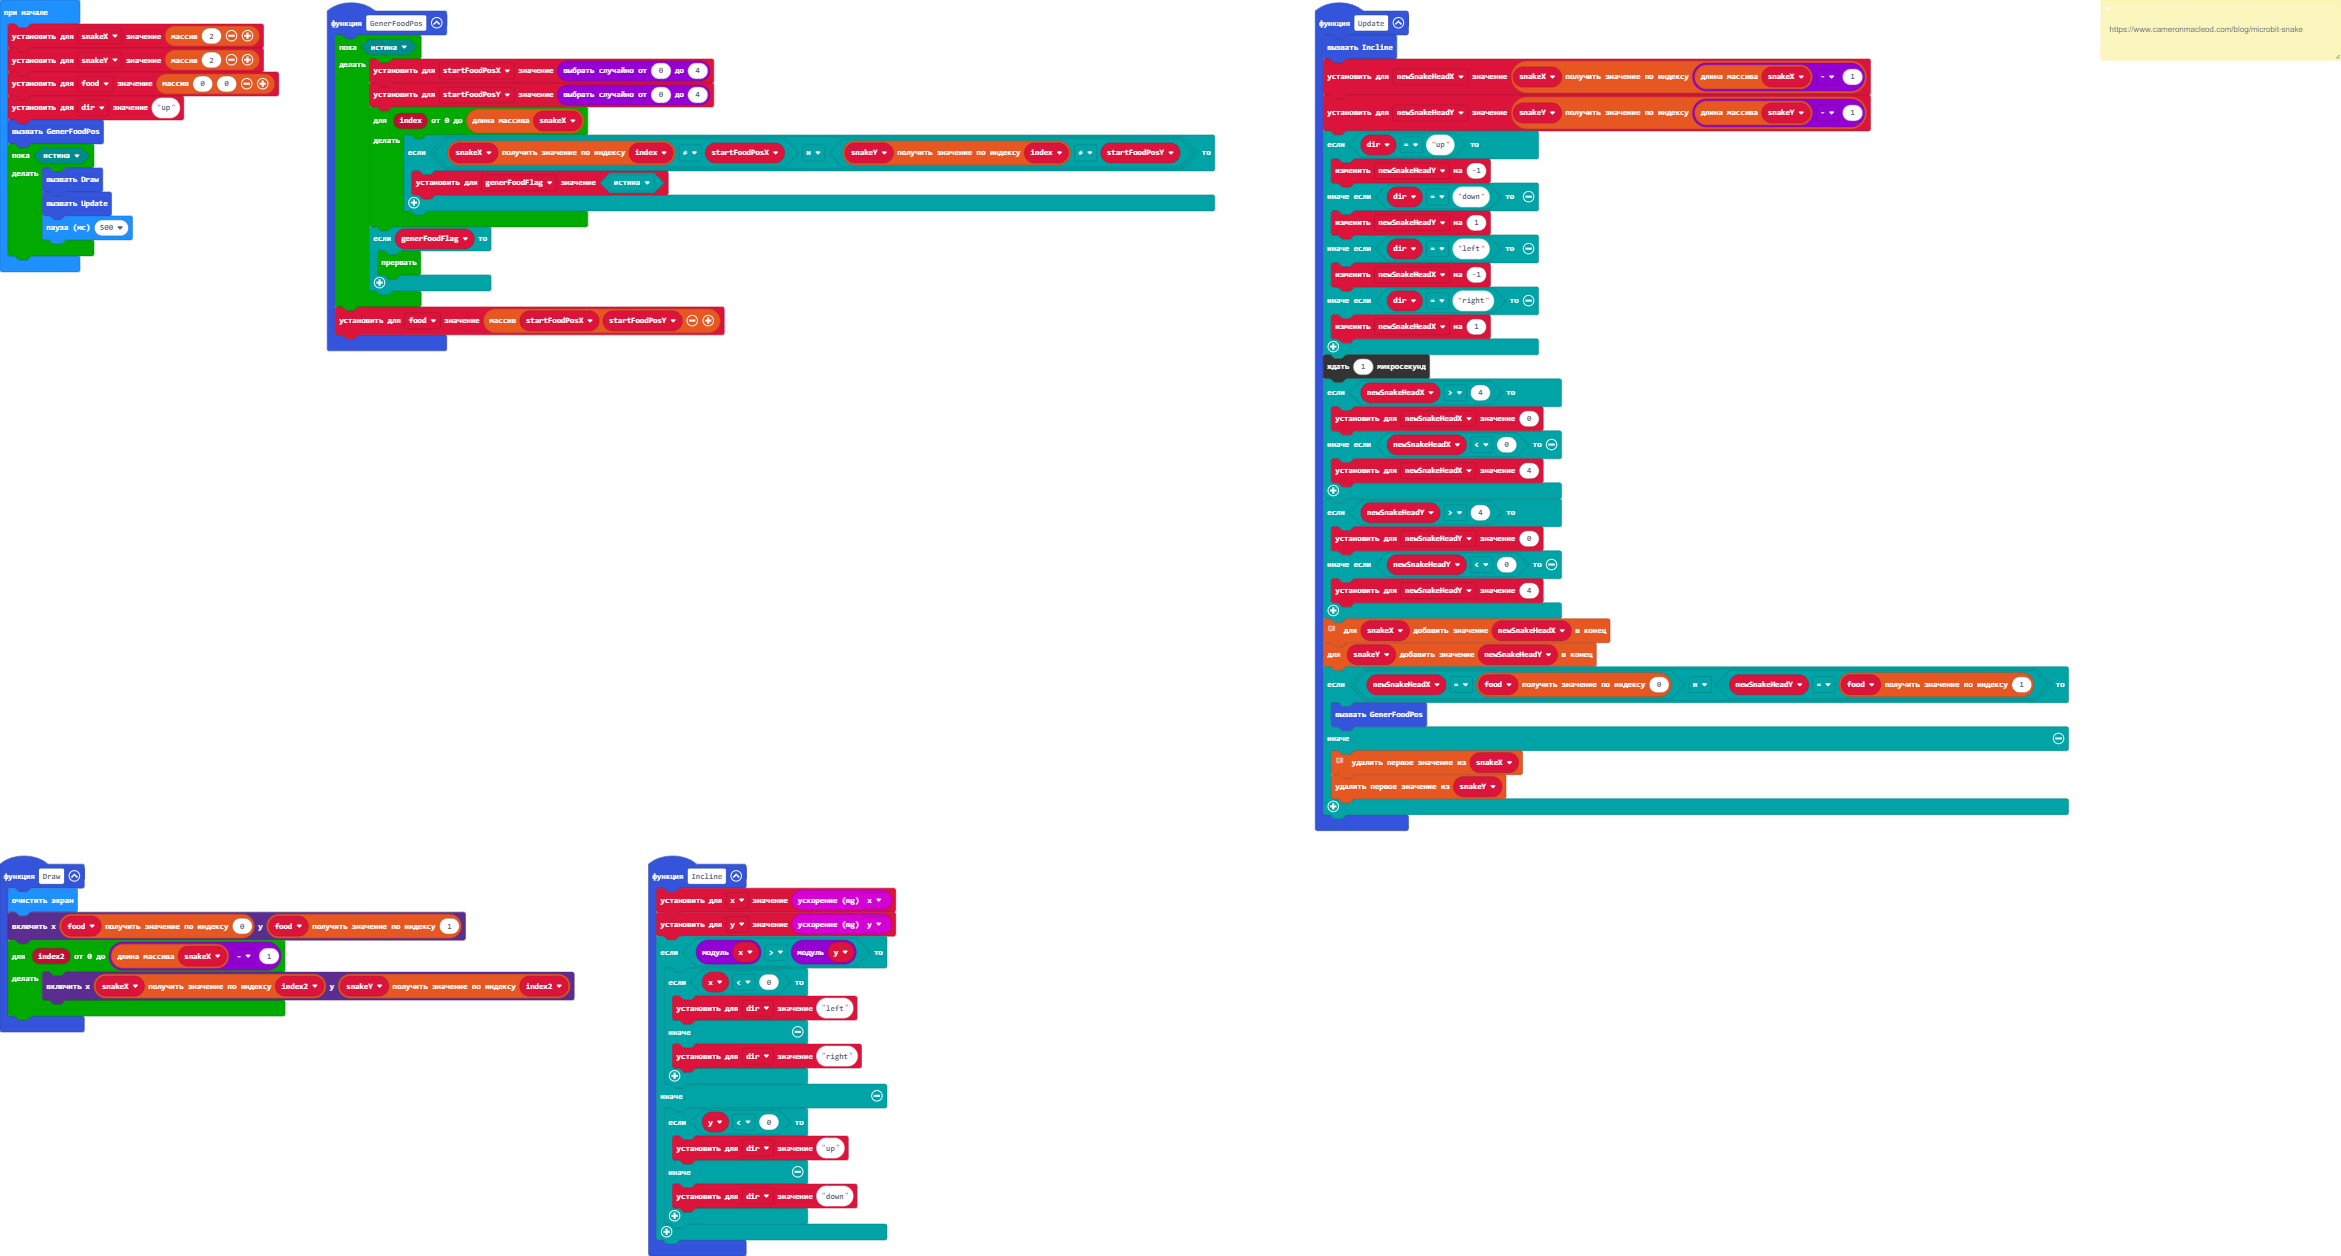 при начале
установить для snakeX значение массив 2
установить для snakeY значение массив 2
установить для food значение массив 0 0
установить для dir значение "up"
вызвать GenerFoodPos
пока истина
делать
вызвать Draw
вызвать Update
пауза (мс) 500
функция GenerFoodPos
пока истина
делать
установить для startFoodPosX значение выбрать случайно от 0 до 4
установить для startFoodPosY значение выбрать случайно от 0 до 4
для index от 0 до длина массива snakeX
делать
если snakeX получить значение по индексу index ≠ startFoodPosX и snakeY получить значение по индексу index ≠ startFoodPosY то
установить для generFoodFlag значение истина
если generFoodFlag то
прервать
установить для food значение массив startFoodPosX startFoodPosY
функция Update
вызвать Incline
установить для newSnakeHeadX значение snakeX получить значение по индексу длина массива snakeX - 1
установить для newSnakeHeadY значение snakeY получить значение по индексу длина массива snakeY - 1
если dir = "up" то
изменить newSnakeHeadY на -1
иначе если dir = "down" то
изменить newSnakeHeadY на 1
иначе если dir = "left" то
изменить newSnakeHeadX на -1
иначе если dir = "right" то
изменить newSnakeHeadX на 1
ждать 1 микросекунд
если newSnakeHeadX > 4 то
установить для newSnakeHeadX значение 0
иначе если newSnakeHeadX < 0 то
установить для newSnakeHeadX значение 4
если newSnakeHeadY > 4 то
установить для newSnakeHeadY значение 0
иначе если newSnakeHeadY < 0 то
установить для newSnakeHeadY значение 4
для snakeX добавить значение newSnakeHeadX в конец
для snakeY добавить значение newSnakeHeadY в конец
если newSnakeHeadX = food получить значение по индексу 0 и newSnakeHeadY = food получить значение по индексу 1 то
вызвать GenerFoodPos
иначе
удалить первое значение из snakeX
удалить первое значение из snakeY
https://www.cameronmacleod.com/blog/microbit-snake
функция Draw
очистить экран
включить x food получить значение по индексу 0 y food получить значение по индексу 1
для index2 от 0 до длина массива snakeX - 1
делать
включить x snakeX получить значение по индексу index2 y snakeY получить значение по индексу index2
функция Incline
установить для x значение ускорение (mg) x
установить для y значение ускорение (mg) y
если модуль x > модуль y то
если x < 0 то
установить для dir значение "left"
иначе
установить для dir значение "right"
иначе
если y < 0 то
установить для dir значение "up"
иначе
установить для dir значение "down"